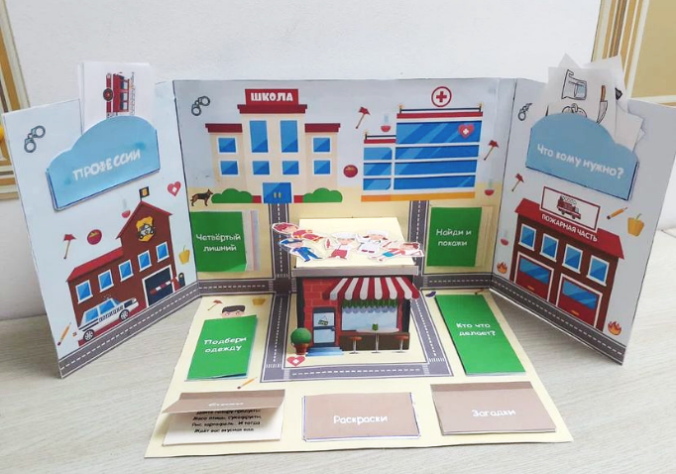 ШКОЛА
ПРОФЕССИИ
Что кому нужно?
ПОЖАРНАЯ ЧАСТЬ
Четвёртый
лишний
Найди и
покажи
Подбери
одежду
Кто что
делает?
Раскраски
Загадки